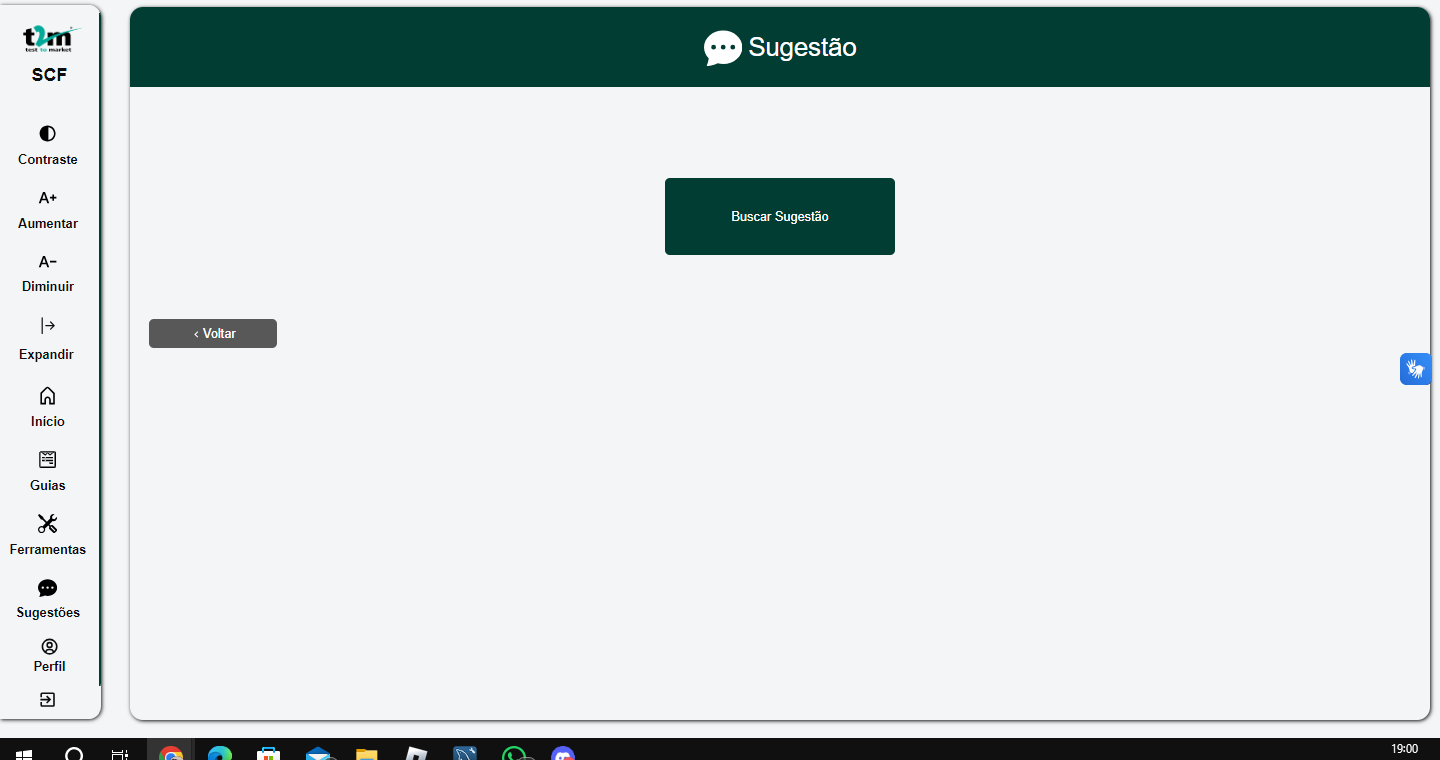 t2m
test to market
SCF
Contraste
A+
Aumentar
A-
Diminuir
Expandir
Início
Guias
Ferramentas
Sugestões
Perfil
Sugestão
Buscar Sugestão
‹ Voltar
19:00